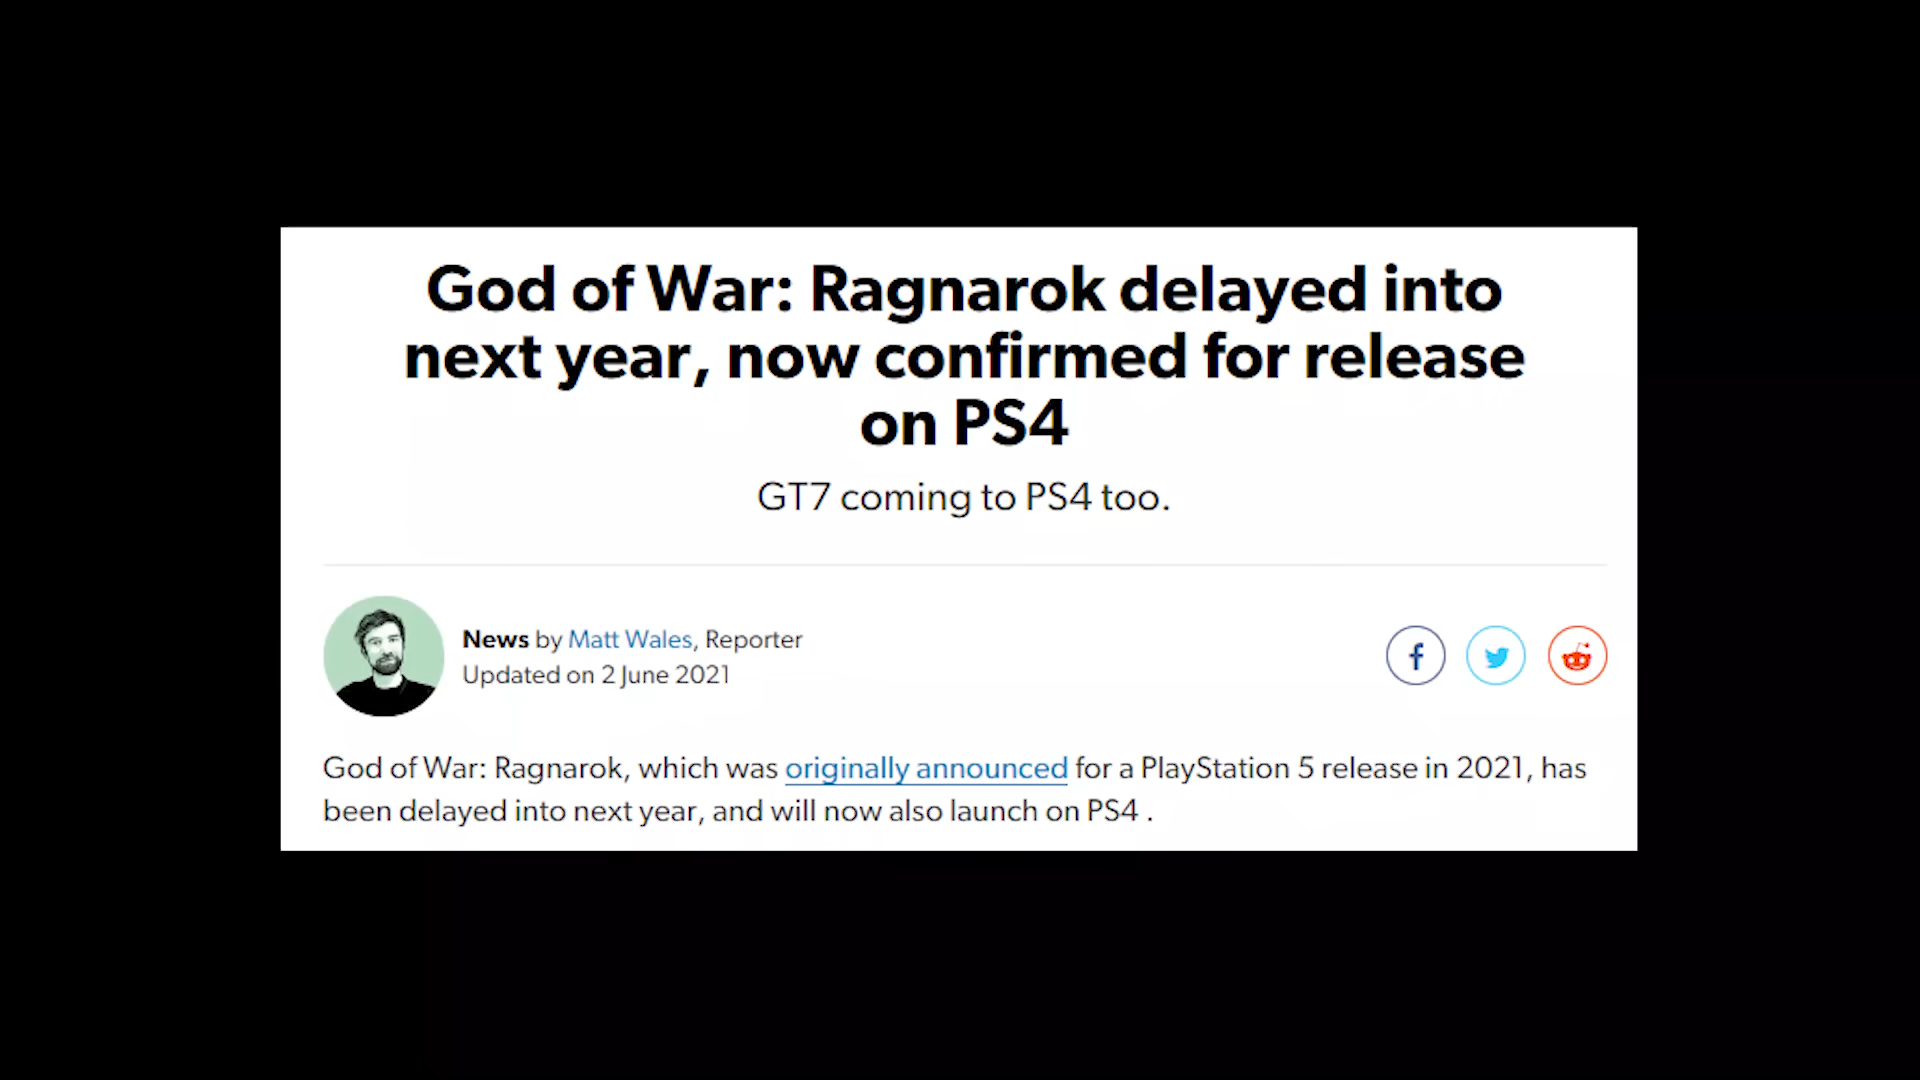 God of War: Ragnarok delayed into
next year, now confirmed for release
on PS4
GT7 coming to PS4 too.
News by Matt Wales, Reporter
Updated on 2 June 2021
God of War: Ragnarok, which was originally announced for a PlayStation 5 release in 2021, has
been delayed into next year, and will now also launch on PS4 .